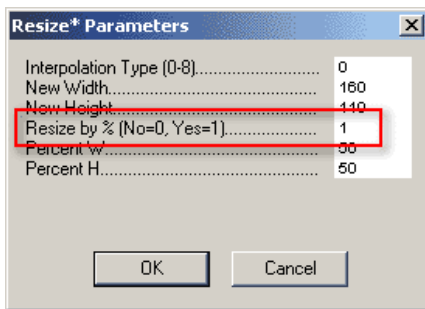 Resize* Parameters
Interpolation Type (0-8)............................ 0
New Width.................................................... 160
New Height................................................... 110
Resize by % (No=0, Yes=1)...................... 1
Percent W..................................................... 50
Percent H...................................................... 50
OK Cancel